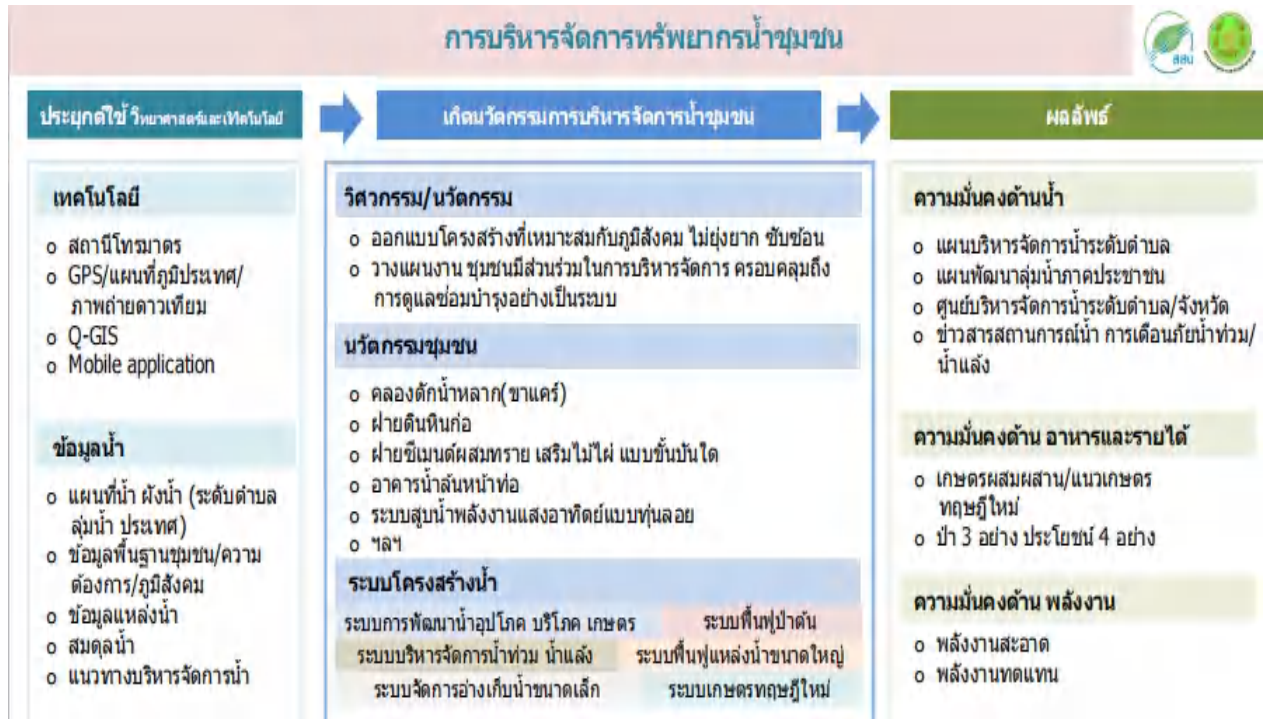 การบริหารจัดการทรัพยากรน้ำชุมชน
สสน
ประยุกต์ใช้ วิทยาศาสตร์และเทคโนโลยี
เกิดนวัตกรรมการบริหารจัดการน้ำชุมชน
ผลลัพธ์
เทคโนโลยี
o สถานีโทรมาตร
o GPS/แผนที่ภูมิประเทศ/
ภาพถ่ายดาวเทียม
o Q-GIS
o Mobile application
ข้อมูลน้ำ
o แผนที่น้ำ ผังน้ำ (ระดับตำบล
ลุ่มน้ำ ประเทศ)
o ข้อมูลพื้นฐานชุมชน/ความ
ต้องการ/ภูมิสังคม
o ข้อมูลแหล่งน้ำ
o สมดุลน้ำ
o แนวทางบริหารจัดการน้ำ
วิศวกรรม/นวัตกรรม
o ออกแบบโครงสร้างที่เหมาะสมกับภูมิสังคม ไม่ยุ่งยาก ซับซ้อน
o วางแผนงาน ชุมชนมีส่วนร่วมในการบริหารจัดการ ครอบคลุมถึง
การดูแลซ่อมบำรุงอย่างเป็นระบบ
นวัตกรรมชุมชน
o คลองดักน้ำหลาก(ขาแคร์)
o ฝายดินหินก่อ
o ฝายซีเมนต์ผสมทราย เสริมไม้ไผ่ แบบขั้นบันใด
o อาคารน้ำล้นหน้าท่อ
o ระบบสูบน้ำพลังงานแสงอาทิตย์แบบทุ่นลอย
o ฯลฯ
ระบบโครงสร้างน้ำ
ระบบการพัฒนาน้ำอุปโภค บริโภค เกษตร ระบบฟื้นฟูป่าต้น
ระบบบริหารจัดการน้ำท่วม น้ำแล้ง ระบบฟื้นฟูแหล่งน้ำขนาดใหญ่
ระบบจัดการอ่างเก็บน้ำขนาดเล็ก ระบบเกษตรทฤษฎีใหม่
ความมั่นคงด้านน้ำ
o แผนบริหารจัดการน้ำระดับตำบล
o แผนพัฒนาลุ่มน้ำภาคประชาชน
o ศูนย์บริหารจัดการน้ำระดับตำบล/จังหวัด
o ข่าวสารสถานการณ์น้ำ การเตือนภัยน้ำท่วม/
น้ำแล้ง
ความมั่นคงด้าน อาหารและรายได้
o เกษตรผสมผสาน/แนวเกษตร
ทฤษฎีใหม่
o ป่า 3 อย่าง ประโยชน์ 4 อย่าง
ความมั่นคงด้าน พลังงาน
o พลังงานสะอาด
o พลังงานทดแทน